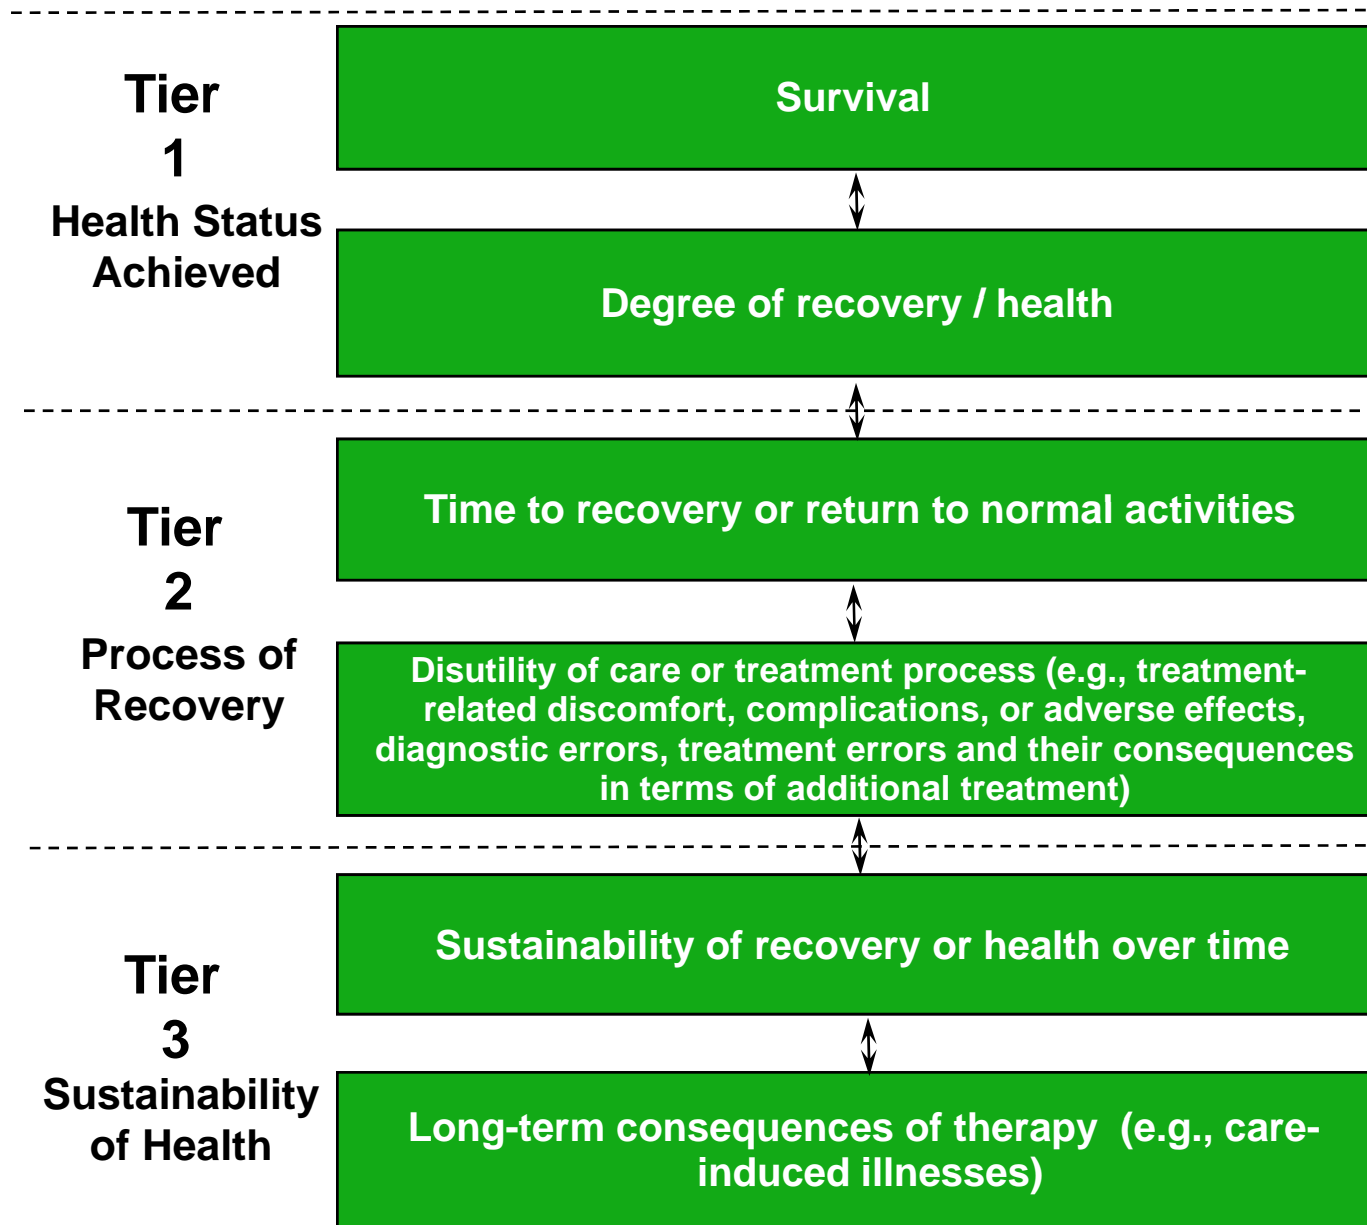 Tier
1
Health Status
Achieved
Survival
Degree of recovery / health
Tier
2
Process of
Recovery
Time to recovery or return to normal activities
Disutility of care or treatment process (e.g., treatment-
related discomfort, complications, or adverse effects,
diagnostic errors, treatment errors and their consequences
in terms of additional treatment)
Tier
3
Sustainability
of Health
Sustainability of recovery or health over time
Long-term consequences of therapy  (e.g., care-
induced illnesses)